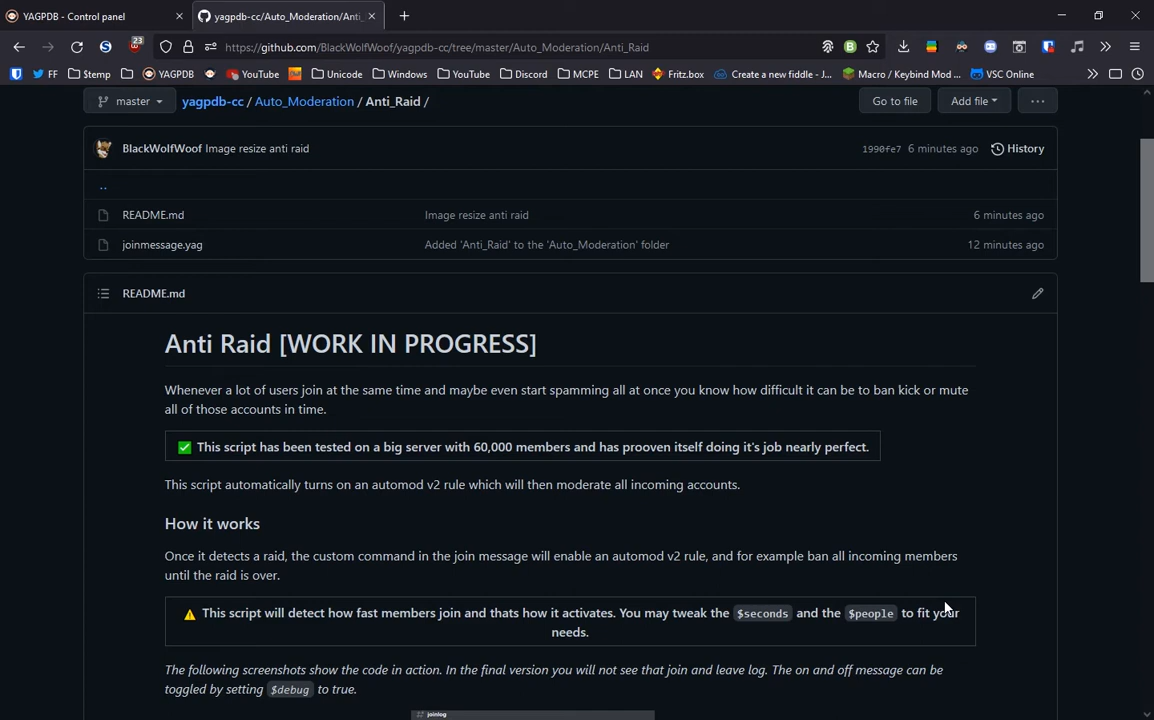 YAGPDB - Control panel
yagpdb-cc/Auto_Moderation/Anti_
23
https://github.com/BlackWolfWoof/yagpdb-cc/tree/master/Auto_Moderation/Anti_Raid
FF $temp YAGPDB YouTube Unicode Windows YouTube Discord MCPE LAN Fritz.box Create a new fiddle - J... Macro / Keybind Mod ... VSC Online
master yagpdb-cc / Auto_Moderation / Anti_Raid / Go to file Add file
BlackWolfWoof Image resize anti raid 1990fe7 6 minutes ago History
..
README.md Image resize anti raid 6 minutes ago
joinmessage.yag Added 'Anti_Raid' to the 'Auto_Moderation' folder 12 minutes ago
README.md
Anti Raid [WORK IN PROGRESS]
Whenever a lot of users join at the same time and maybe even start spamming all at once you know how difficult it can be to ban kick or mute
all of those accounts in time.
✅ This script has been tested on a big server with 60,000 members and has prooven itself doing it's job nearly perfect.
This script automatically turns on an automod v2 rule which will then moderate all incoming accounts.
How it works
Once it detects a raid, the custom command in the join message will enable an automod v2 rule, and for example ban all incoming members
until the raid is over.
⚠ This script will detect how fast members join and thats how it activates. You may tweak the $seconds and the $people to fit your
needs.
The following screenshots show the code in action. In the final version you will not see that join and leave log. The on and off message can be
toggled by setting $debug to true.
joinlog